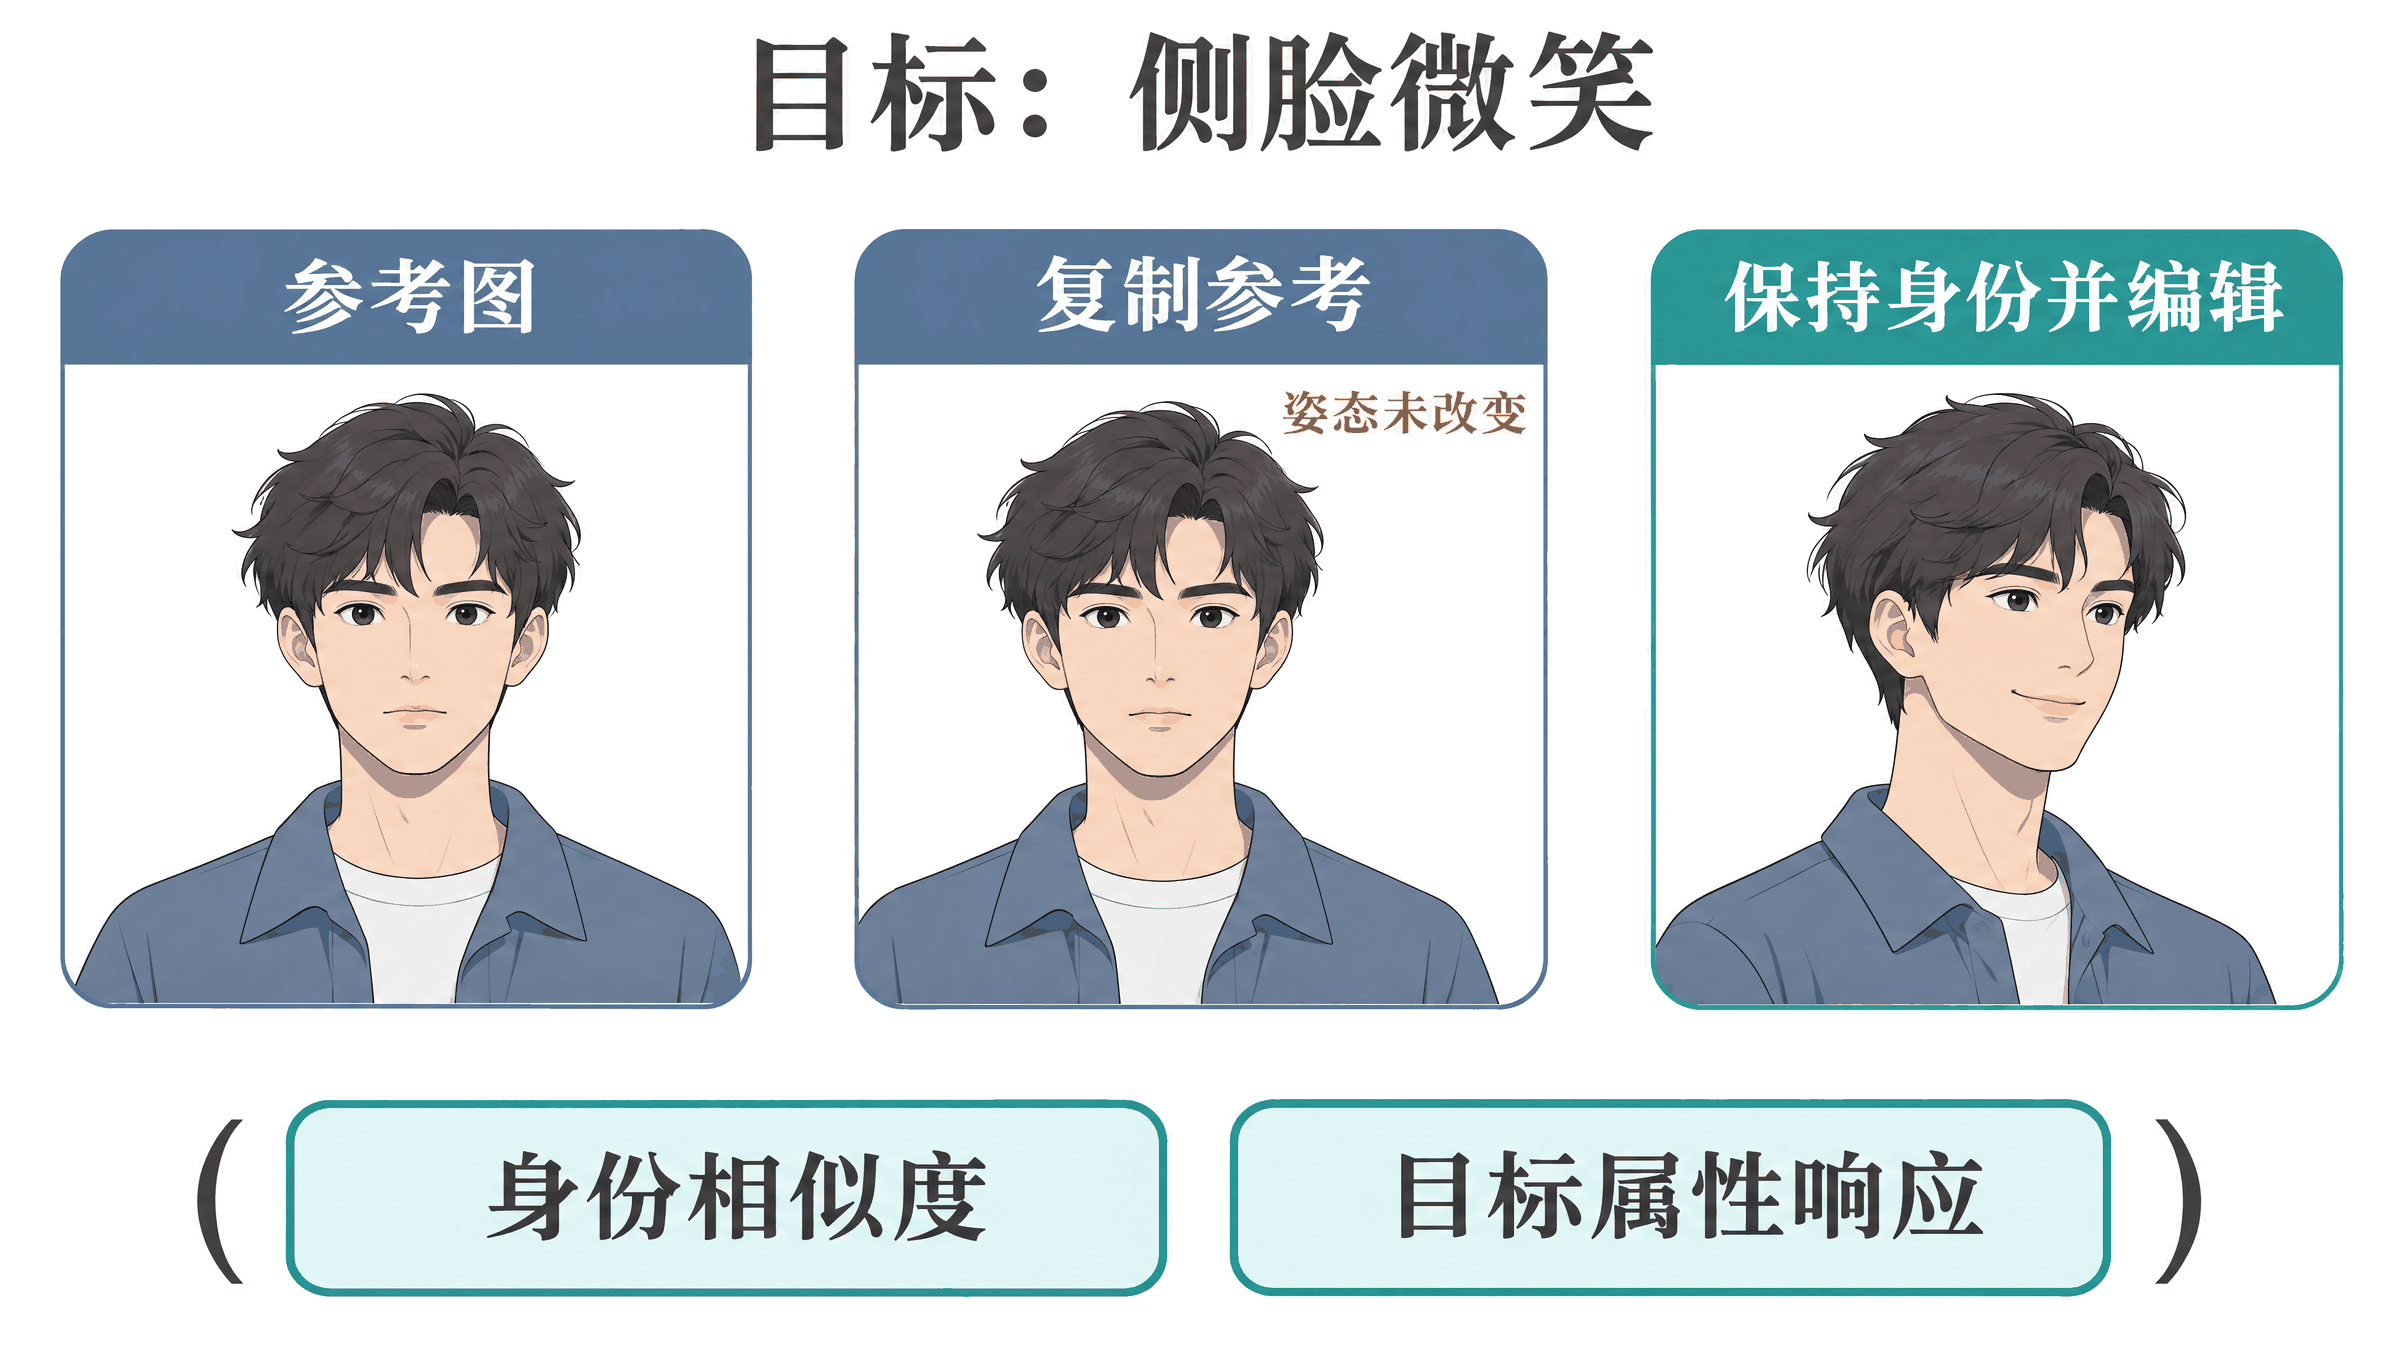 目标：侧脸微笑
参考图
复制参考
保持身份并编辑
姿态未改变
( 身份相似度 目标属性响应 )